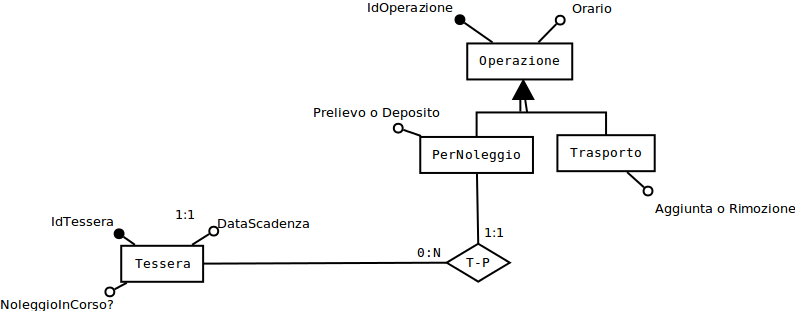 IdOperazione
Orario
Operazione
Prelievo o Deposito
PerNoleggio
Trasporto
Aggiunta o Rimozione
1:1
IdTessera
DataScadenza
1:1
0:N
Tessera
T-P
NoleggioInCorso?